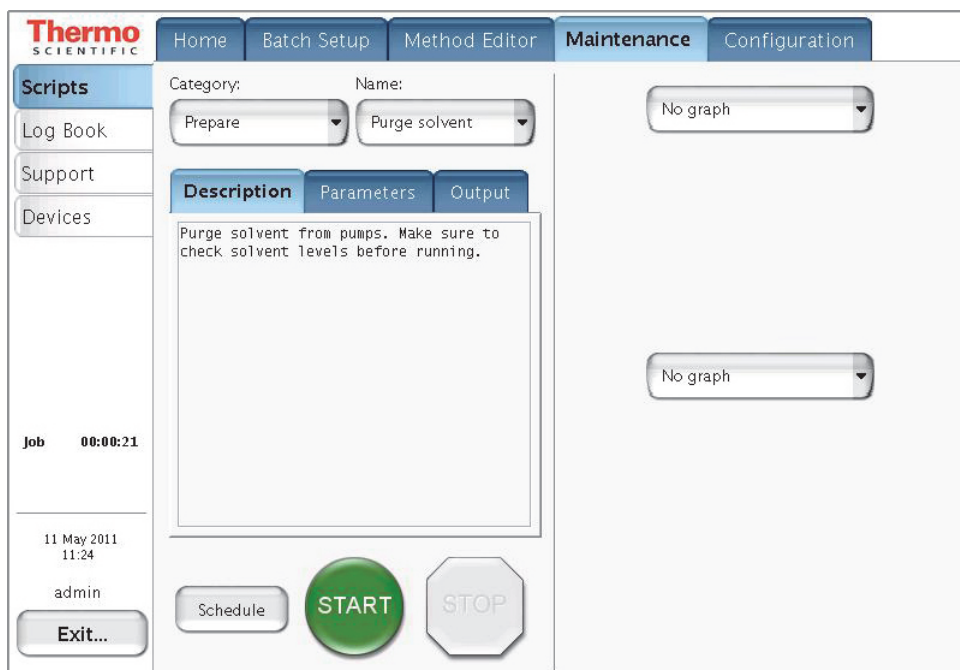 Thermo
SCIENTIFIC
Home
Batch Setup
Method Editor
Maintenance
Configuration
Scripts
Log Book
Support
Devices
Category:
Name:
Prepare
Purge solvent
No graph
Description
Parameters
Output
Purge solvent from pumps. Make sure to
check solvent levels before running.
No graph
Job 00:00:21
11 May 2011
11:24
admin
Exit...
Schedule
START
STOP